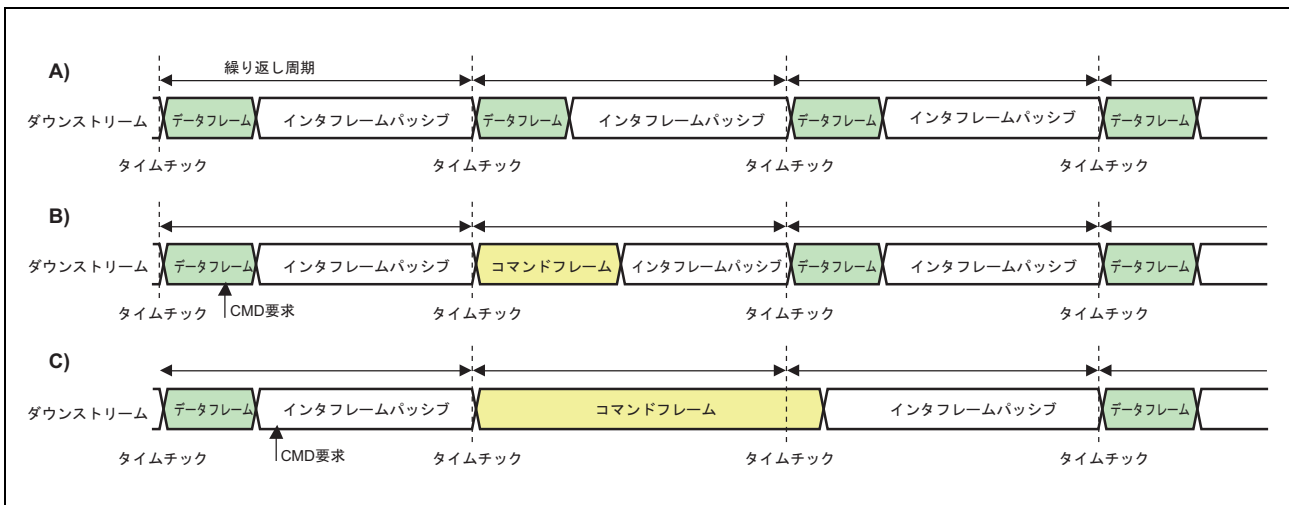 A)
繰り返し周期
ダウンストリーム データフレーム インタフレームパッシブ データフレーム インタフレームパッシブ データフレーム インタフレームパッシブ データフレーム
タイムチック タイムチック タイムチック タイムチック
B)
ダウンストリーム データフレーム インタフレームパッシブ コマンドフレーム インタフレームパッシブ データフレーム インタフレームパッシブ データフレーム
タイムチック CMD要求 タイムチック タイムチック タイムチック
C)
ダウンストリーム データフレーム インタフレームパッシブ コマンドフレーム インタフレームパッシブ データフレーム
タイムチック CMD要求 タイムチック タイムチック タイムチック